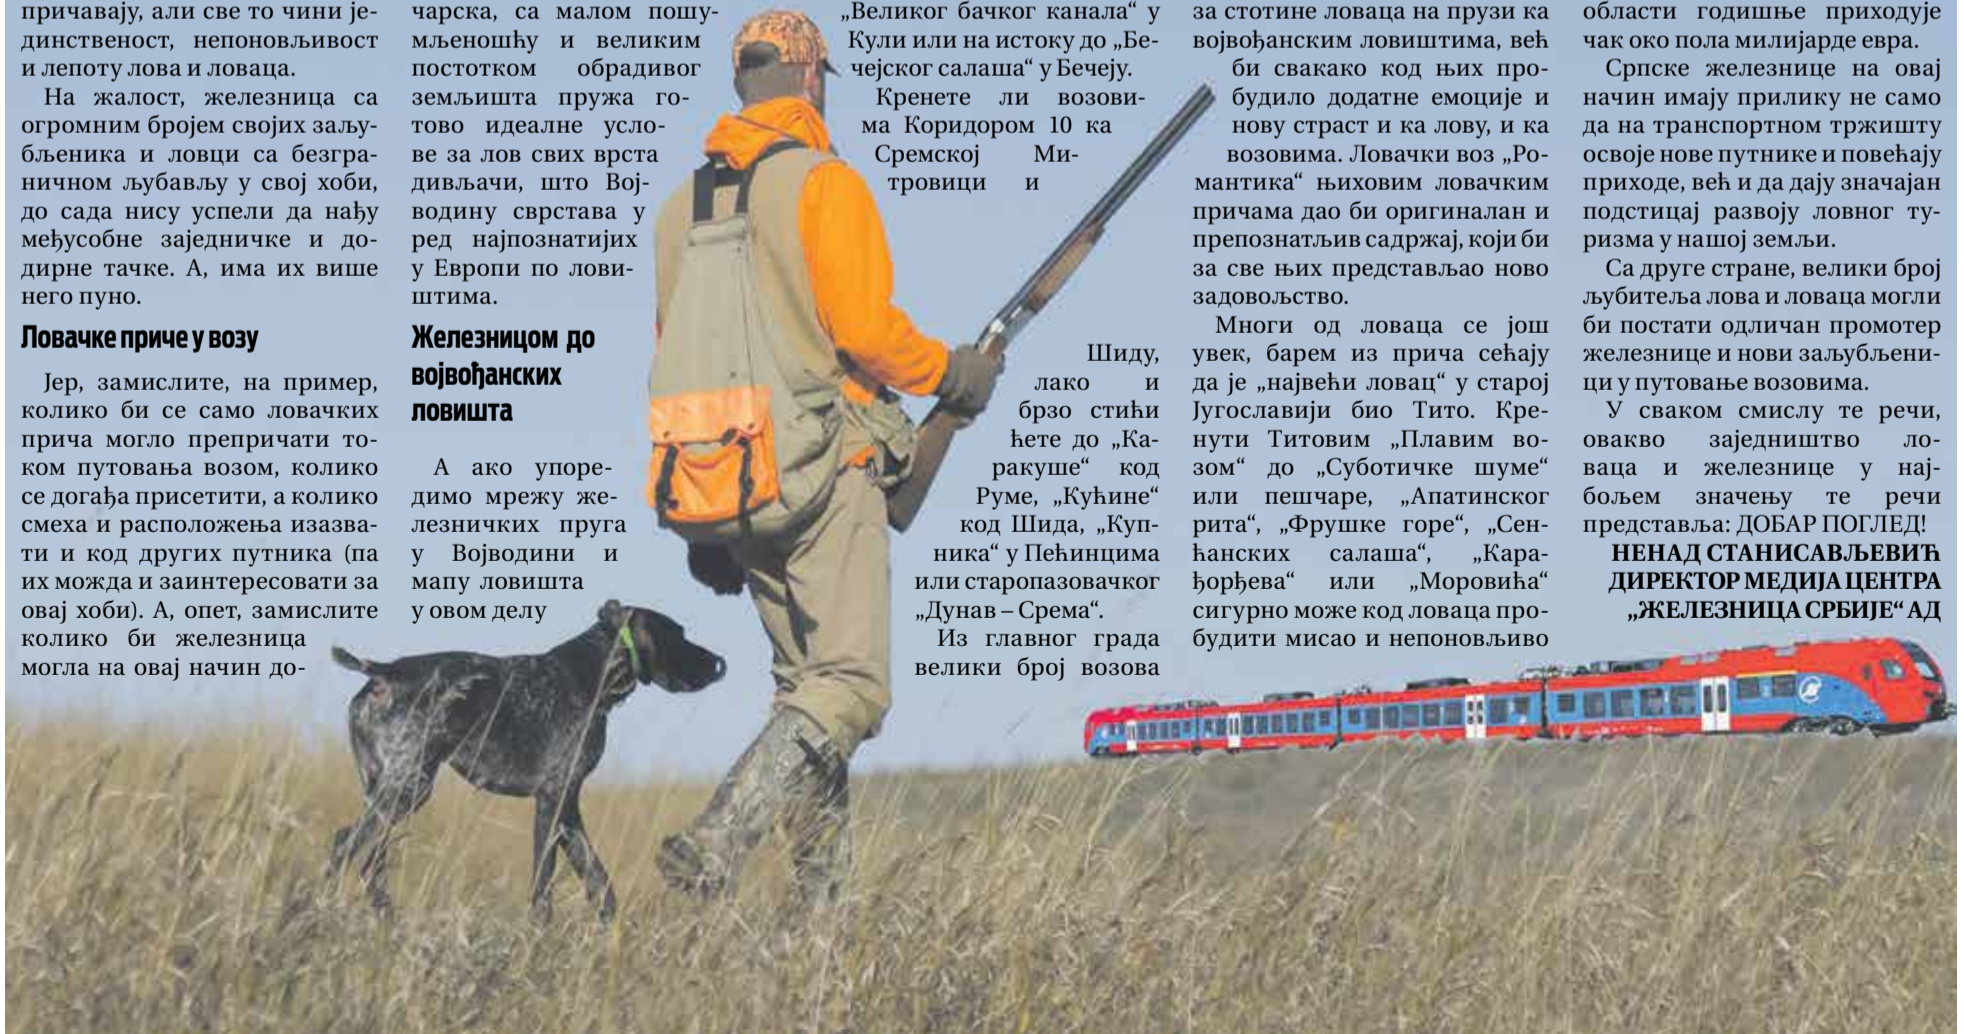 причавају, али све то чини је-
динственост, непоновљивост
и лепоту лова и ловаца.
На жалост, железница са
огромним бројем својих заљу-
бљеника и ловци са безгра-
ничном љубављу у свој хоби,
до сада нису успели да нађу
међусобне заједничке и до-
дирне тачке. А, има их више
него пуно.
Ловачке приче у возу
Јер, замислите, на пример,
колико би се само ловачких
прича могло препричати то-
ком путовања возом, колико
се догађа присетити, а колико
смеха и расположења изазва-
ти и код других путника (па
их можда и заинтересовати за
овај хоби). А, опет, замислите
колико би железница
могла на овај начин до-
чарска, са малом пошу-
мљеношћу и великим
постотком обрадивог
земљишта пружа го-
тово идеалне усло-
ве за лов свих врста
дивљачи, што Вој-
водину сврстава у
ред најпознатијих
у Европи по лови-
штима.
Железницом до
војвођанских
ловишта
А ако упоре-
димо мрежу же-
лезничких пруга
у Војводини и
мапу ловишта
у овом делу
„Великог бачког канала“ у
Кули или на истоку до „Бе-
чејског салаша“ у Бечеју.
Кренете ли возови-
ма Коридором 10 ка
Сремској Ми-
тровици и
Шиду,
лако и
брзо стићи
ћете до „Ка-
ракуше“ код
Руме, „Кућине“
код Шида, „Куп-
ника“ у Пећинцима
или старопазовачког
„Дунав – Срема“.
Из главног града
велики број возова
за стотине ловаца на прузи ка
војвођанским ловиштима, већ
би свакако код њих про-
будило додатне емоције и
нову страст и ка лову, и ка
возовима. Ловачки воз „Ро-
мантика“ њиховим ловачким
причама дао би оригиналан и
препознатљив садржај, који би
за све њих представљао ново
задовољство.
Многи од ловаца се још
увек, барем из прича сећају
да је „највећи ловац“ у старој
Југославији био Тито. Кре-
нути Титовим „Плавим во-
зом“ до „Суботичке шуме“
или пешчаре, „Апатинског
рита“, „Фрушке горе“, „Сен-
ћанских салаша“, „Кара-
ђорђева“ или „Моровића“
сигурно може код ловаца про-
будити мисао и непоновљиво
области годишње приходује
чак око пола милијарде евра.
Српске железнице на овај
начин имају прилику не само
да на транспортном тржишту
освоје нове путнике и повећају
приходе, већ и да дају значајан
подстицај развоју ловног ту-
ризма у нашој земљи.
Са друге стране, велики број
љубитеља лова и ловаца могли
би постати одличан промотер
железнице и нови заљубљени-
ци у путовање возовима.
У сваком смислу те речи,
овакво заједништво ло-
ваца и железнице у нај-
бољем значењу те речи
представља: ДОБАР ПОГЛЕД!
НЕНАД СТАНИСАВЉЕВИЋ
ДИРЕКТОР МЕДИЈА ЦЕНТРА
„ЖЕЛЕЗНИЦА СРБИЈЕ“ АД